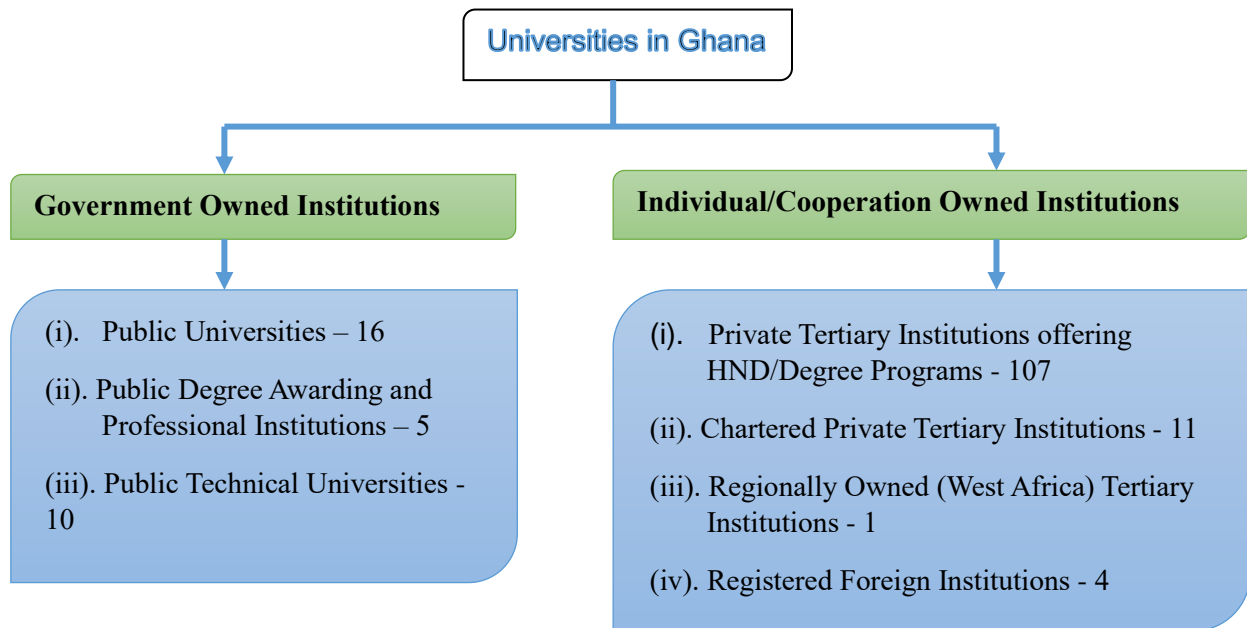 Universities in Ghana
Government Owned Institutions
(i). Public Universities – 16
(ii). Public Degree Awarding and
Professional Institutions – 5
(iii). Public Technical Universities -
10
Individual/Cooperation Owned Institutions
(i). Private Tertiary Institutions offering
HND/Degree Programs - 107
(ii). Chartered Private Tertiary Institutions - 11
(iii). Regionally Owned (West Africa) Tertiary
Institutions - 1
(iv). Registered Foreign Institutions - 4